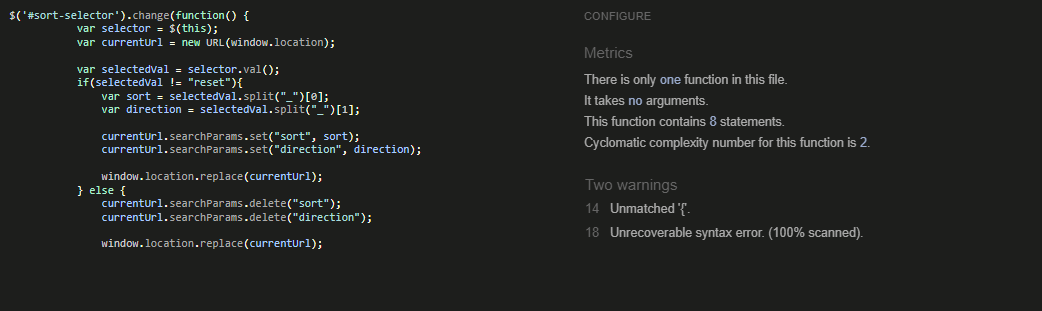 $('#sort-selector').change(function() {
var selector = $(this);
var currentUrl = new URL(window.location);
var selectedVal = selector.val();
if(selectedVal != "reset"){
var sort = selectedVal.split("_")[0];
var direction = selectedVal.split("_")[1];
currentUrl.searchParams.set("sort", sort);
currentUrl.searchParams.set("direction", direction);
window.location.replace(currentUrl);
} else {
currentUrl.searchParams.delete("sort");
currentUrl.searchParams.delete("direction");
window.location.replace(currentUrl);
CONFIGURE
Metrics
There is only one function in this file.
It takes no arguments.
This function contains 8 statements.
Cyclomatic complexity number for this function is 2.
Two warnings
14 Unmatched '{'.
18 Unrecoverable syntax error. (100% scanned).